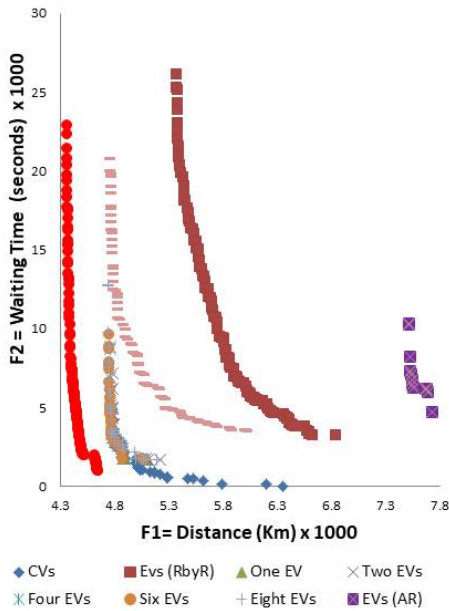 30
25
20
15
10
5
0
F2 = Waiting Time (seconds) x 1000
4.3 4.8 5.3 5.8 6.3 6.8 7.3 7.8
F1= Distance (Km) x 1000
CVs Evs (RbyR) One EV Two EVs
Four EVs Six EVs Eight EVs EVs (AR)